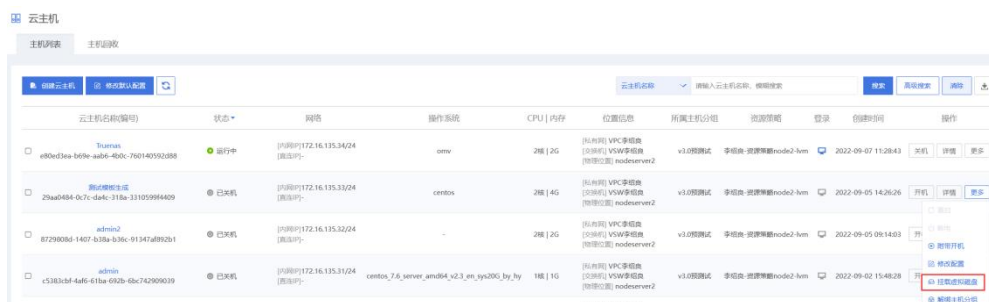 云主机
主机列表 主机回收
创建云主机 修改默认配置 云主机名称 请输入云主机名称，模糊搜索 搜索 高级搜索 清除
云主机名称(编号) 状态 网络 操作系统 CPU | 内存 位置信息 所属主机分组 资源策略 登录 创建时间 操作
Truenas
e80ed3ea-b69e-aab6-4b0c-760140592d88
运行中
[内网IP]172.16.135.34/24
[直连IP]-
omv
2核 | 2G
[私有网] VPC李绍良
[交换机] VSW李绍良
[物理位置] nodeserver2
v3.0预测试 李绍良-资源策略node2-lvm 2022-09-07 11:28:43 关机 详情 更多
测试模板生成
29aa0484-0c7c-da4c-318a-3310599f4409
已关机
[内网IP]172.16.135.33/24
[直连IP]-
centos
2核 | 4G
[私有网] VPC李绍良
[交换机] VSW李绍良
[物理位置] nodeserver2
v3.0预测试 李绍良-资源策略node2-lvm 2022-09-05 14:26:26 开机 详情 更多
admin2
8729808d-1407-b38a-b36c-91347af892b1
已关机
[内网IP]172.16.135.32/24
[直连IP]-
-
2核 | 2G
[私有网] VPC李绍良
[交换机] VSW李绍良
[物理位置] nodeserver2
v3.0预测试 李绍良-资源策略node2-lvm 2022-09-05 09:14:03
admin
c5383cbf-4af6-61ba-692b-6bc742909039
已关机
[内网IP]172.16.135.31/24
[直连IP]-
centos_7.6_server_amd64_v2.3_en_sys20G_by_hy
1核 | 1G
[私有网] VPC李绍良
[交换机] VSW李绍良
[物理位置] nodeserver2
v3.0预测试 李绍良-资源策略node2-lvm 2022-09-02 15:48:28
修改配置
挂载虚拟磁盘
解绑主机分组